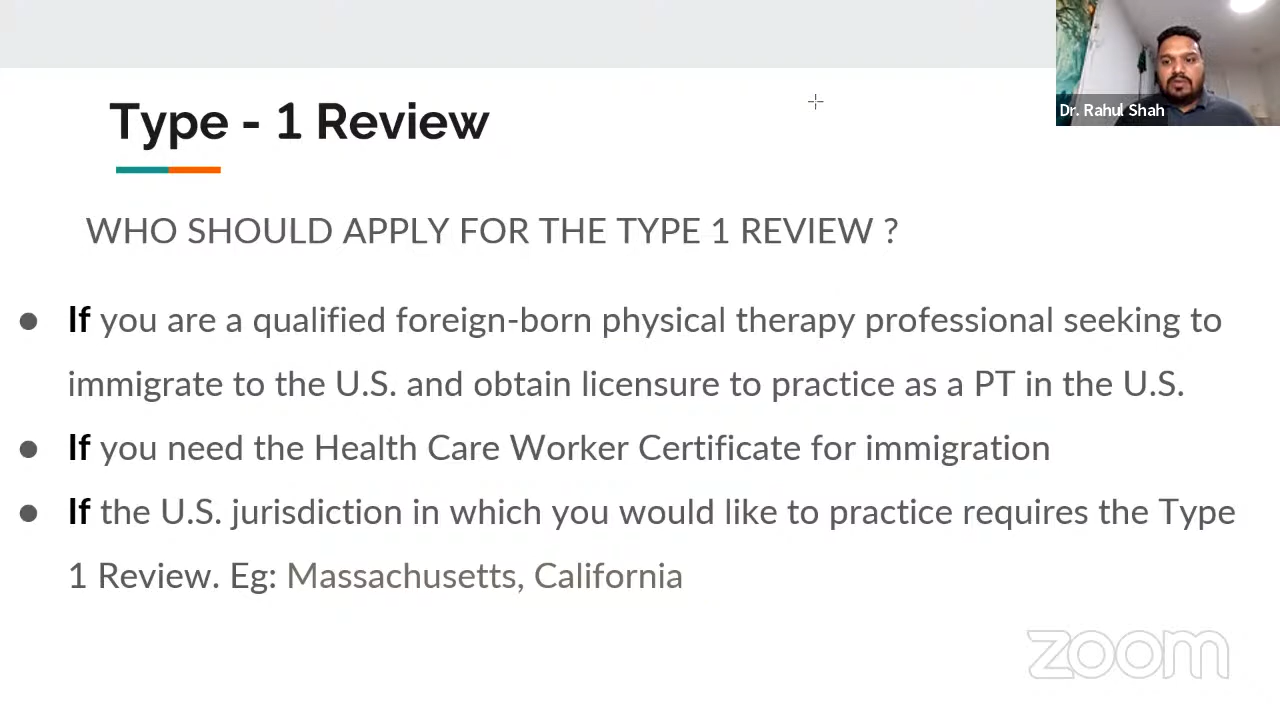 Type - 1 Review
Dr. Rahul Shah
WHO SHOULD APPLY FOR THE TYPE 1 REVIEW ?
● If you are a qualified foreign-born physical therapy professional seeking to
immigrate to the U.S. and obtain licensure to practice as a PT in the U.S.
● If you need the Health Care Worker Certificate for immigration
● If the U.S. jurisdiction in which you would like to practice requires the Type
1 Review. Eg: Massachusetts, California
zoom